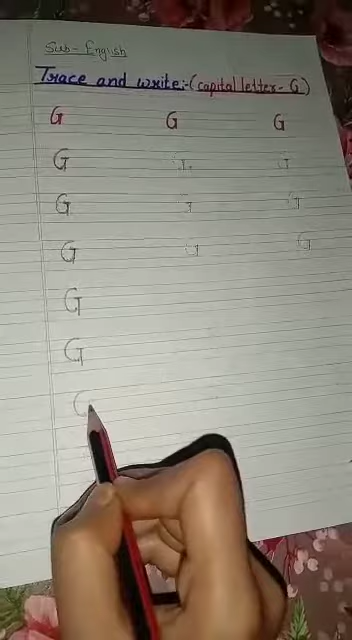 Sub - English
Trace and write:- (capital letter - G)
G G G
G G G
G G G
G G G
G
G
G